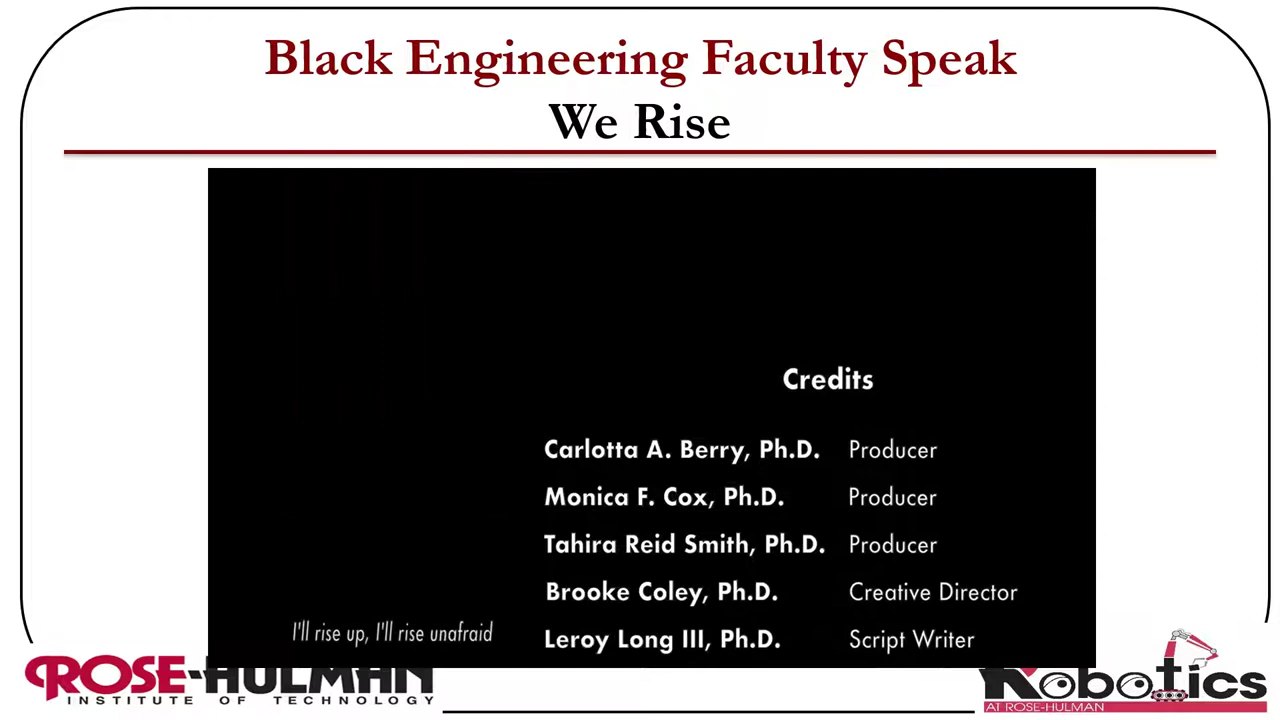 Black Engineering Faculty Speak
We Rise
Credits
Carlotta A. Berry, Ph.D. Producer
Monica F. Cox, Ph.D. Producer
Tahira Reid Smith, Ph.D. Producer
Brooke Coley, Ph.D. Creative Director
Leroy Long III, Ph.D. Script Writer
I'll rise up, I'll rise unafraid
ROSE-HULMAN
INSTITUTE OF TECHNOLOGY
Robotics
AT ROSE-HULMAN